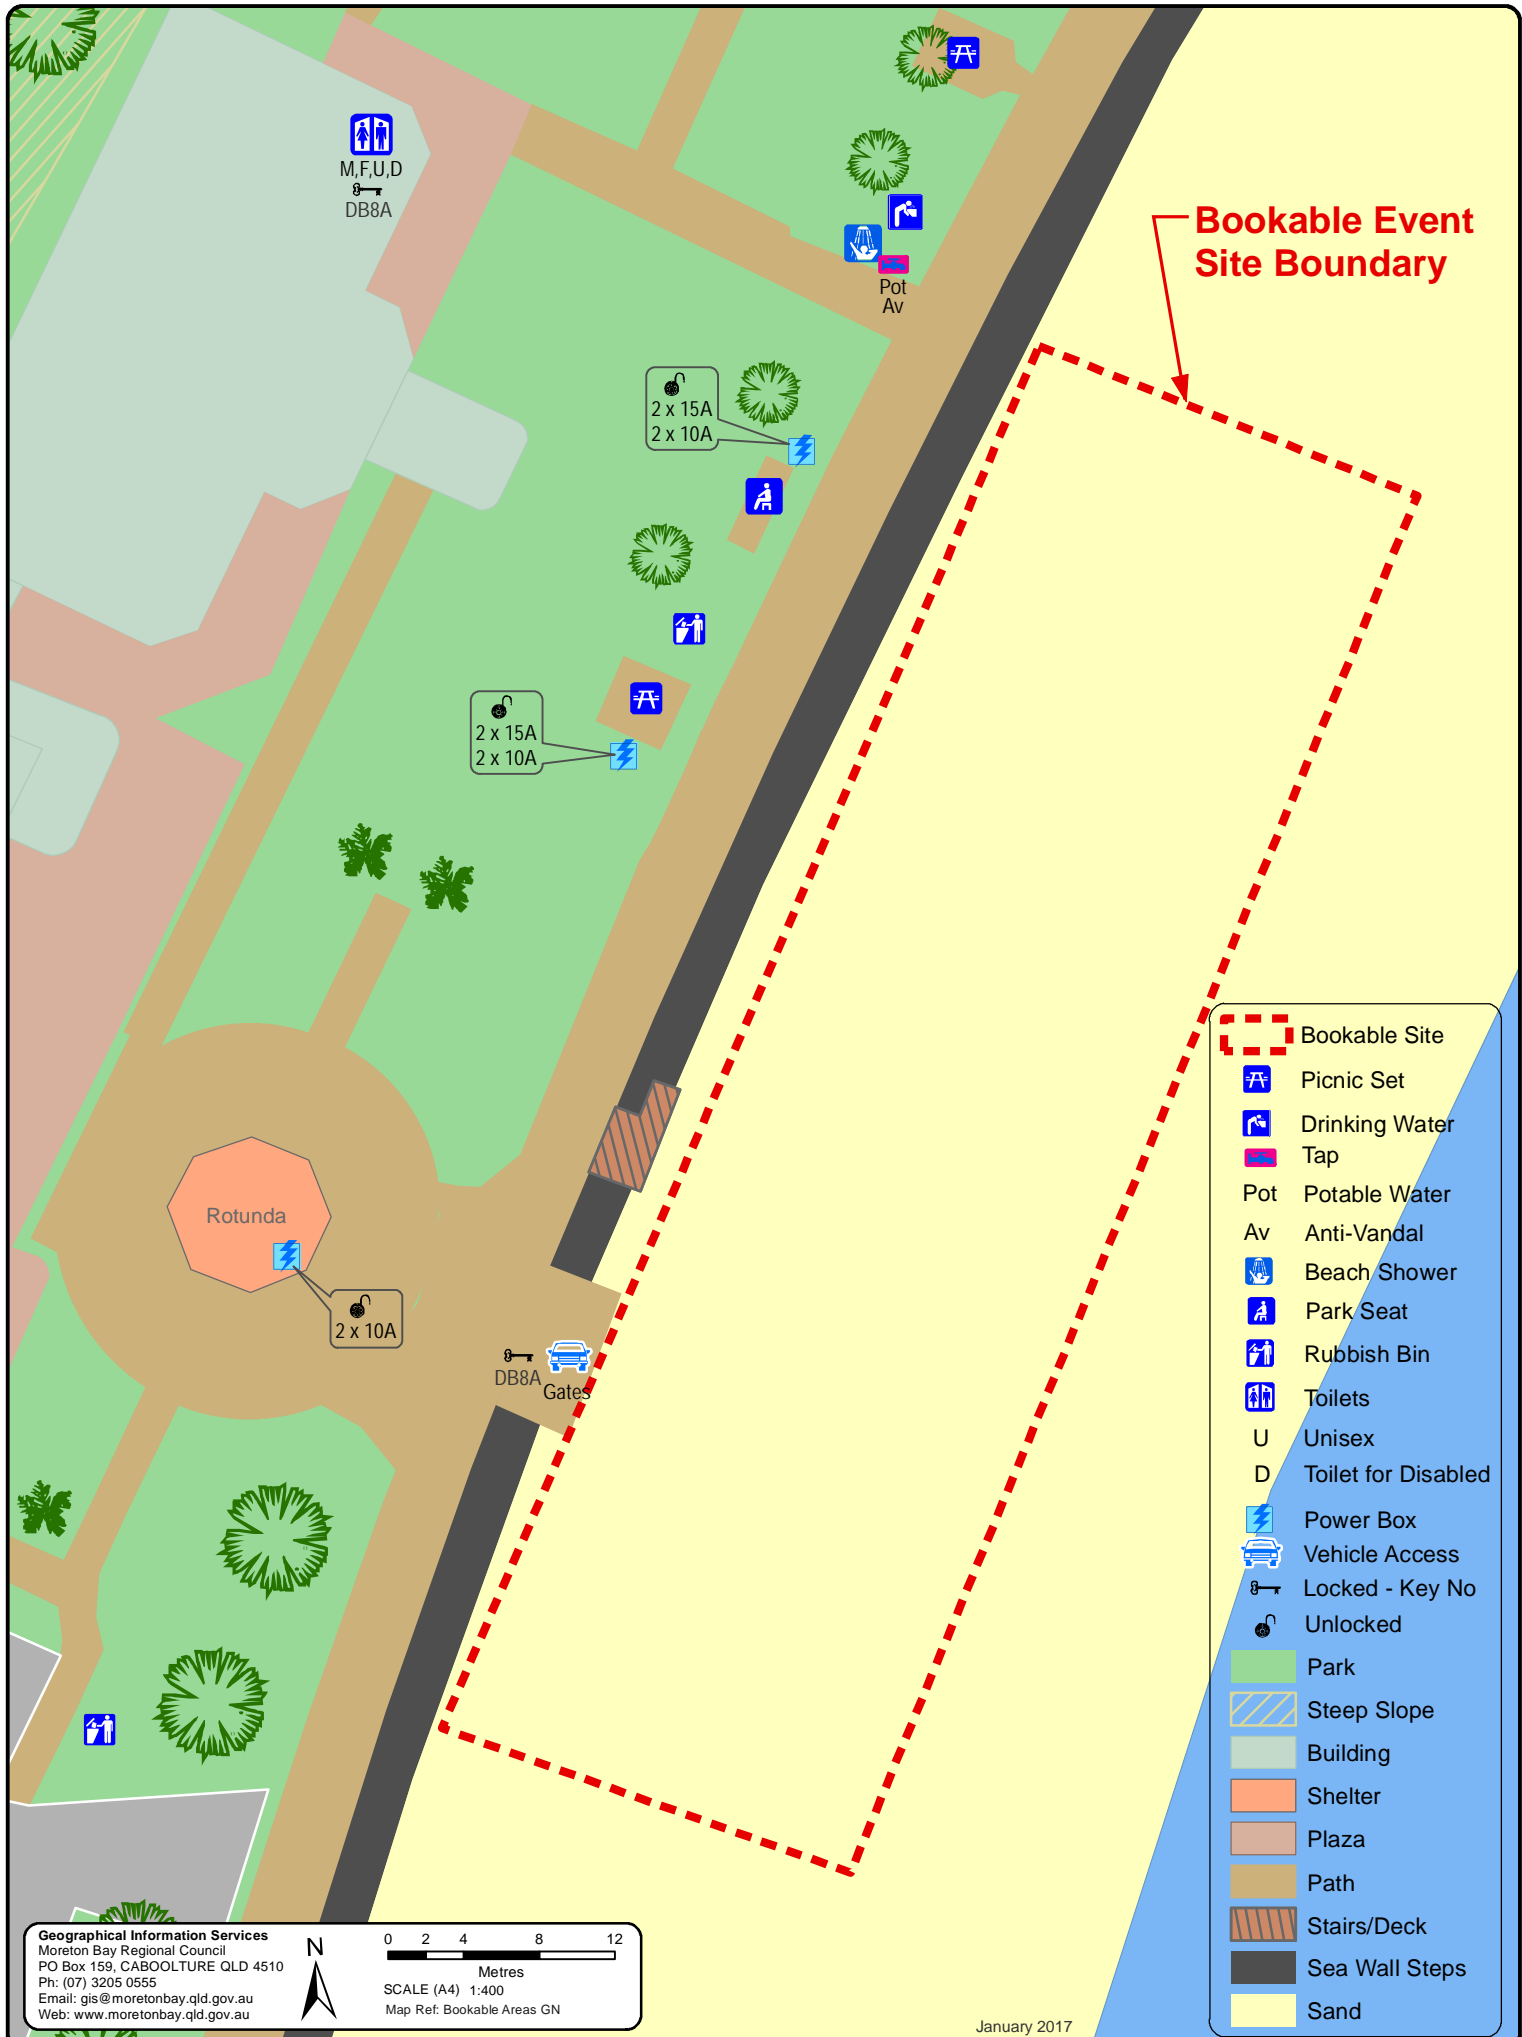 M,F,U,D
DB8A
Bookable Event
Site Boundary
Pot
Av
2 x 15A
2 x 10A
2 x 15A
2 x 10A
Rotunda
2 x 10A
DB8A
Gates
Bookable Site
Picnic Set
Drinking Water
Tap
Pot Potable Water
Av Anti-Vandal
Beach Shower
Park Seat
Rubbish Bin
Toilets
U Unisex
D Toilet for Disabled
Power Box
Vehicle Access
Locked - Key No
Unlocked
Park
Steep Slope
Building
Shelter
Plaza
Path
Stairs/Deck
Sea Wall Steps
Sand
Geographical Information Services
Moreton Bay Regional Council
PO Box 159, CABOOLTURE QLD 4510
Ph: (07) 3205 0555
Email: gis@moretonbay.qld.gov.au
Web: www.moretonbay.qld.gov.au
N
0 2 4 8 12
Metres
SCALE (A4) 1:400
Map Ref: Bookable Areas GN
January 2017